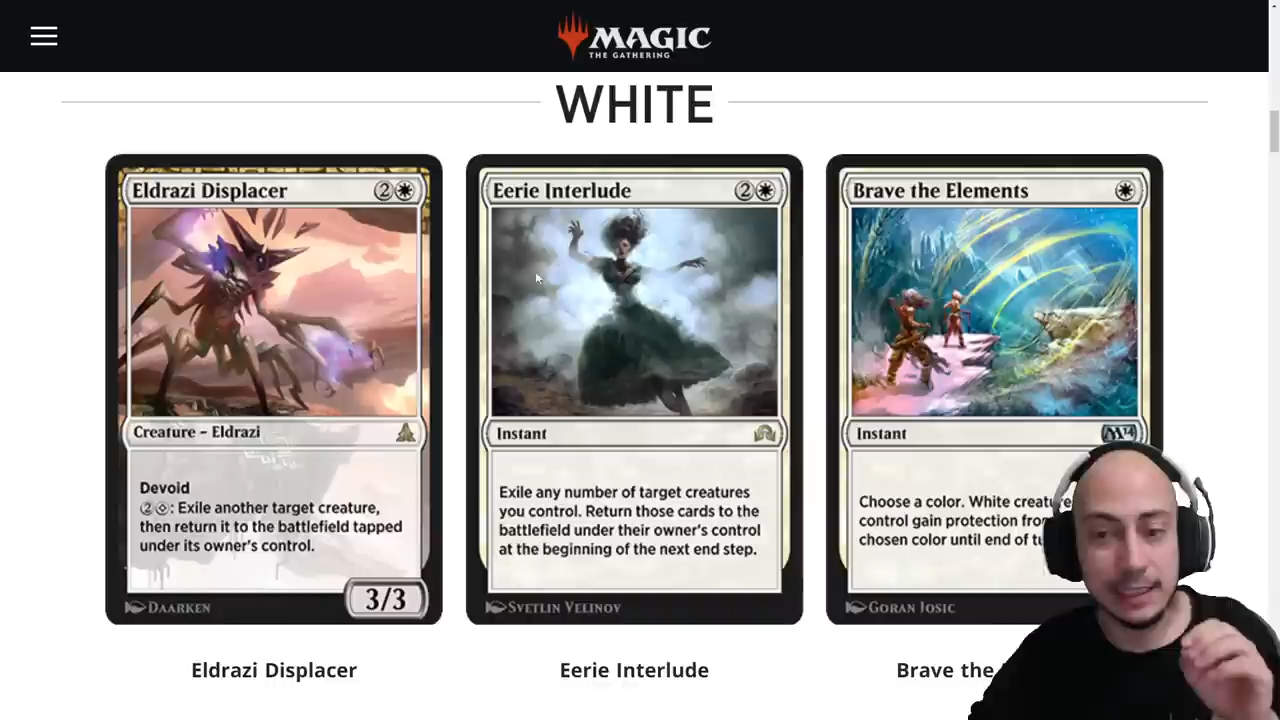 MAGIC
THE GATHERING
WHITE
Eldrazi Displacer 2
Creature – Eldrazi
Devoid
2 : Exile another target creature,
then return it to the battlefield tapped
under its owner's control.
DAARKEN
3/3
Eldrazi Displacer
Eerie Interlude 2
Instant
Exile any number of target creatures
you control. Return those cards to the
battlefield under their owner's control
at the beginning of the next end step.
SVETLIN VELINOV
Eerie Interlude
Brave the Elements
Instant
M14
Choose a color. White
control gain protection
chosen color until end of
GORAN JOSIC
Brave the